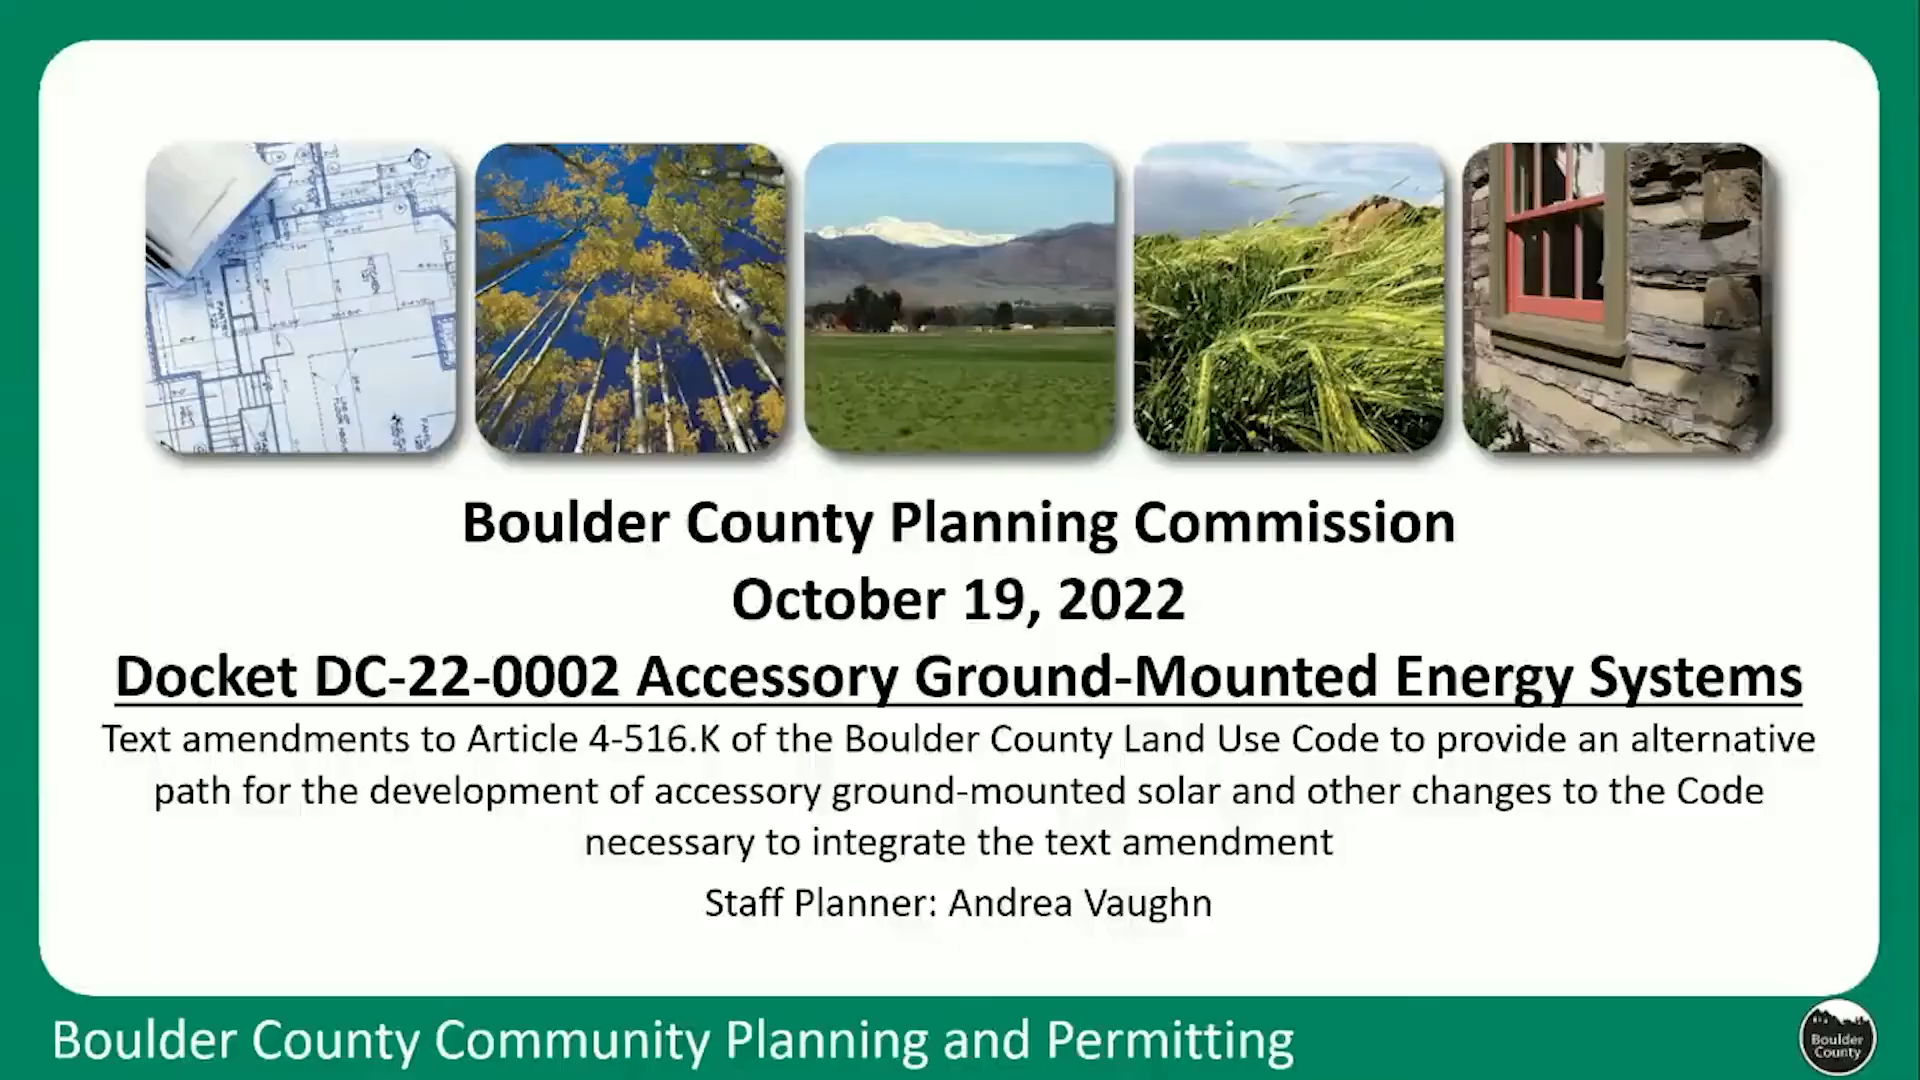 Boulder County Planning Commission
October 19, 2022
Docket DC-22-0002 Accessory Ground-Mounted Energy Systems
Text amendments to Article 4-516.K of the Boulder County Land Use Code to provide an alternative
path for the development of accessory ground-mounted solar and other changes to the Code
necessary to integrate the text amendment
Staff Planner: Andrea Vaughn
Boulder County Community Planning and Permitting
Boulder
County